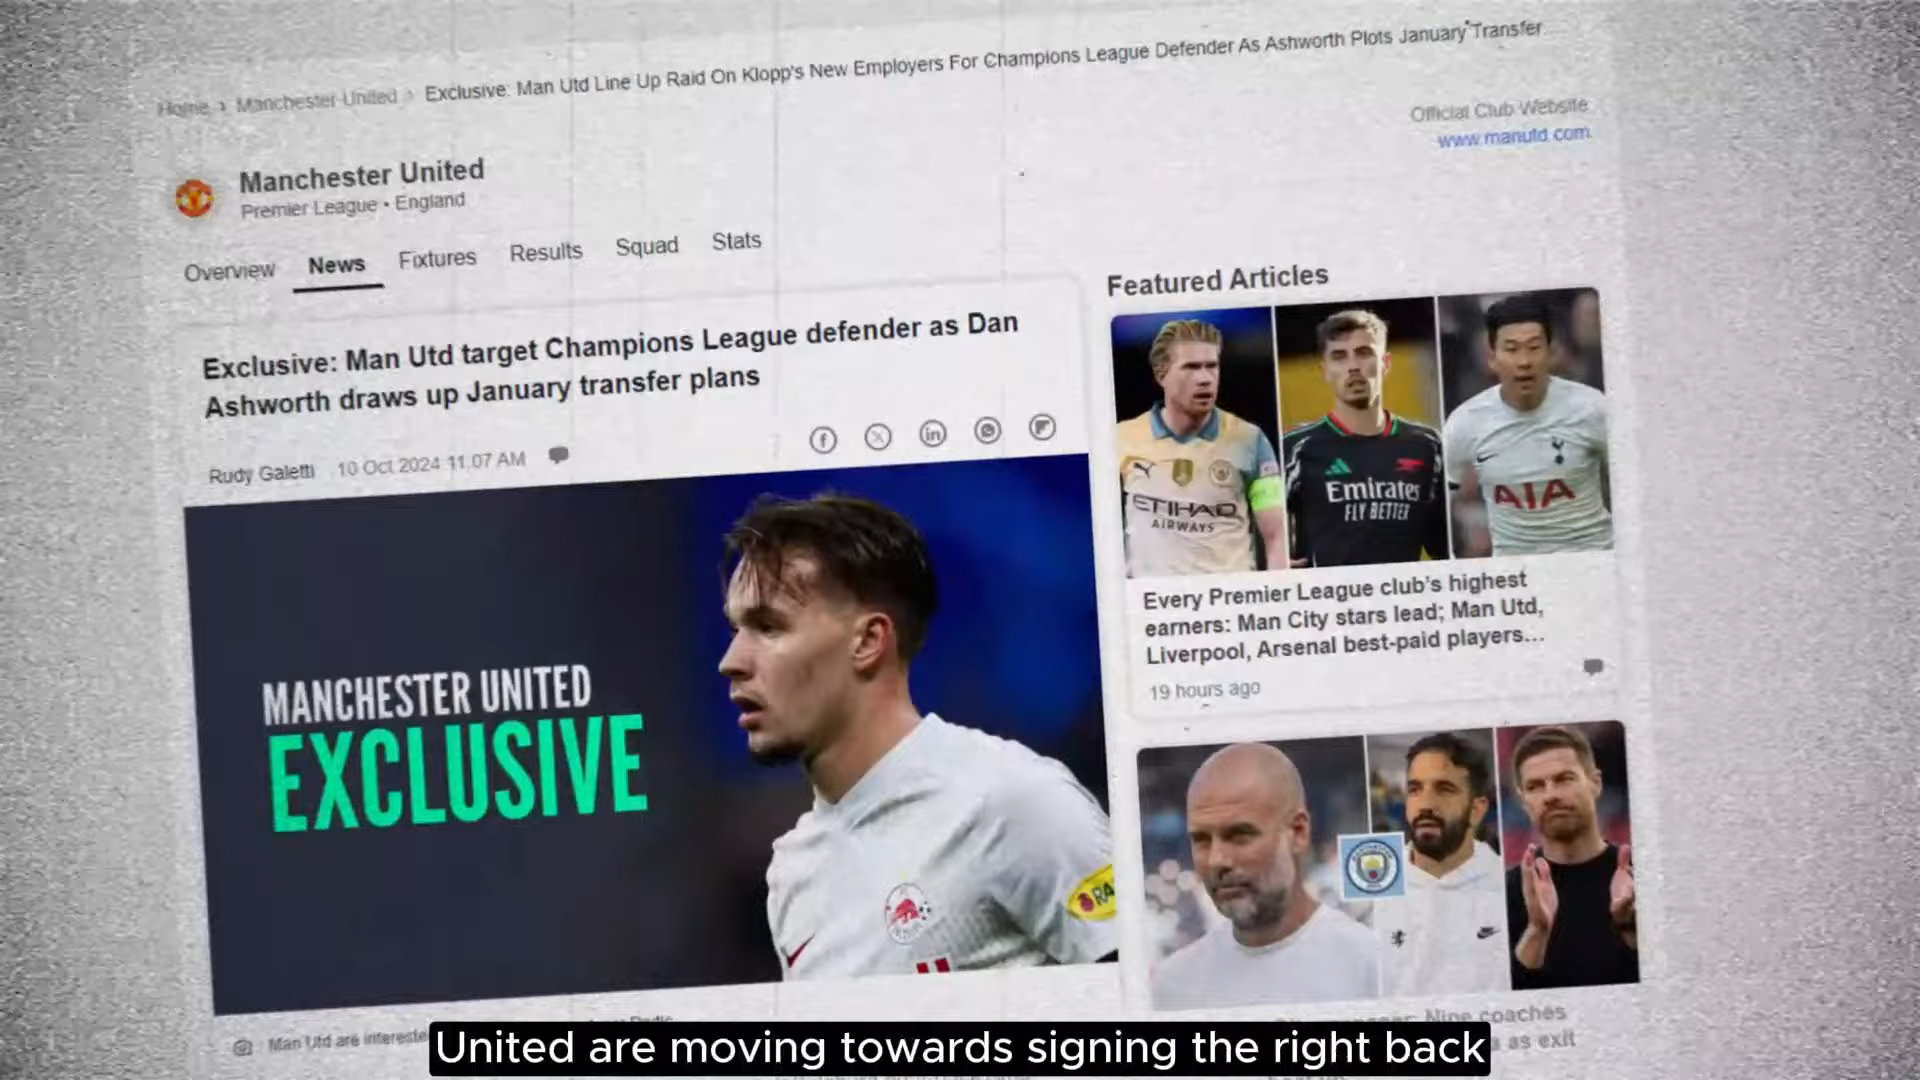 Home > Manchester United > Exclusive: Man Utd Line Up Raid On Klopp's New Employers For Champions League Defender As Ashworth Plots January Transfer...
Official Club Website
www.manutd.com
Manchester United
Premier League • England
Overview News Fixtures Results Squad Stats
Exclusive: Man Utd target Champions League defender as Dan
Ashworth draws up January transfer plans
Rudy Galetti 10 Oct 2024 11.07 AM
MANCHESTER UNITED
EXCLUSIVE
Featured Articles
ETIHAD
AIRWAYS
Emirates
FLY BETTER
AIA
Every Premier League club's highest
earners: Man City stars lead; Man Utd,
Liverpool, Arsenal best-paid players...
19 hours ago
Nine coaches
as exit
Man Utd are
United are moving towards signing the right back